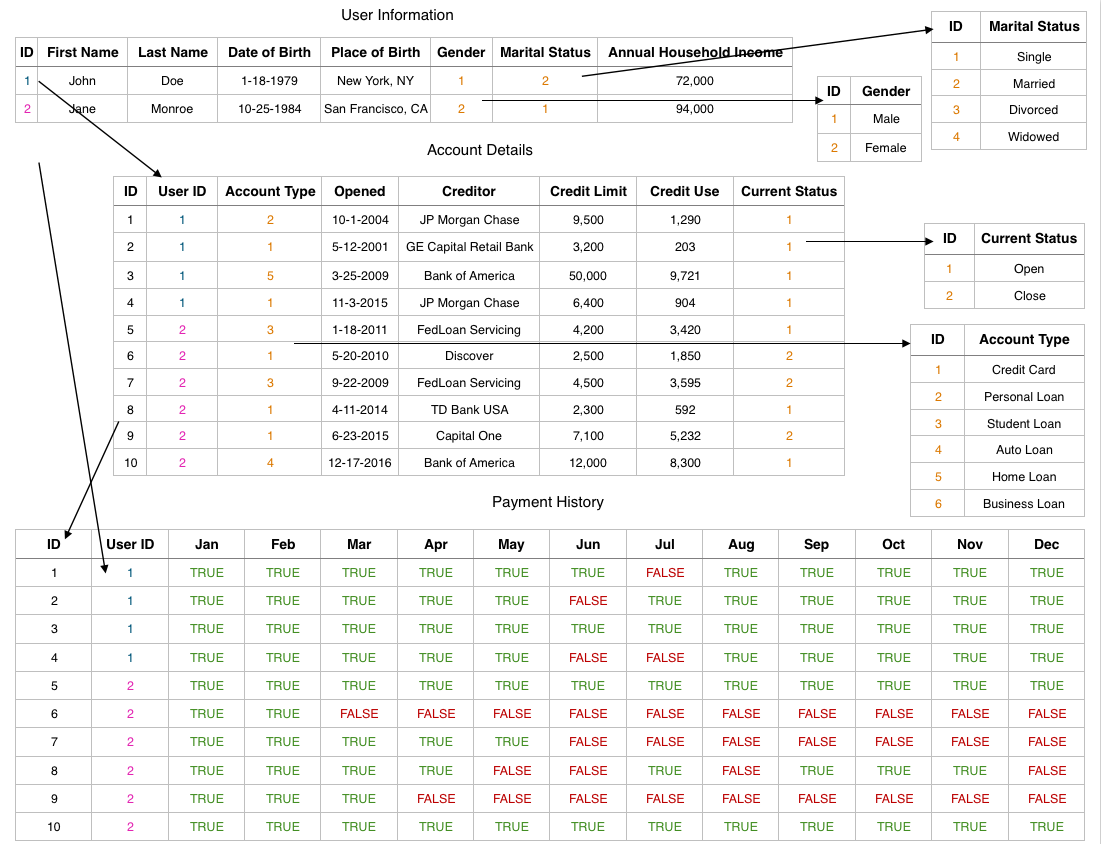 User Information
ID First Name Last Name Date of Birth Place of Birth Gender Marital Status Annual Household Income
1 John Doe 1-18-1979 New York, NY 1 2 72,000
2 Jane Monroe 10-25-1984 San Francisco, CA 2 1 94,000
ID Marital Status
1 Single
2 Married
3 Divorced
4 Widowed
ID Gender
1 Male
2 Female
Account Details
ID User ID Account Type Opened Creditor Credit Limit Credit Use Current Status
1 1 2 10-1-2004 JP Morgan Chase 9,500 1,290 1
2 1 1 5-12-2001 GE Capital Retail Bank 3,200 203 1
3 1 5 3-25-2009 Bank of America 50,000 9,721 1
4 1 1 11-3-2015 JP Morgan Chase 6,400 904 1
5 2 3 1-18-2011 FedLoan Servicing 4,200 3,420 1
6 2 1 5-20-2010 Discover 2,500 1,850 2
7 2 3 9-22-2009 FedLoan Servicing 4,500 3,595 2
8 2 1 4-11-2014 TD Bank USA 2,300 592 1
9 2 1 6-23-2015 Capital One 7,100 5,232 2
10 2 4 12-17-2016 Bank of America 12,000 8,300 1
ID Current Status
1 Open
2 Close
ID Account Type
1 Credit Card
2 Personal Loan
3 Student Loan
4 Auto Loan
5 Home Loan
6 Business Loan
Payment History
ID User ID Jan Feb Mar Apr May Jun Jul Aug Sep Oct Nov Dec
1 1 TRUE TRUE TRUE TRUE TRUE TRUE FALSE TRUE TRUE TRUE TRUE TRUE
2 1 TRUE TRUE TRUE TRUE TRUE FALSE TRUE TRUE TRUE TRUE TRUE TRUE
3 1 TRUE TRUE TRUE TRUE TRUE TRUE TRUE TRUE TRUE TRUE TRUE TRUE
4 1 TRUE TRUE TRUE TRUE TRUE FALSE FALSE TRUE TRUE TRUE TRUE TRUE
5 2 TRUE TRUE TRUE TRUE TRUE TRUE TRUE TRUE TRUE TRUE TRUE TRUE
6 2 TRUE TRUE FALSE FALSE FALSE FALSE FALSE FALSE FALSE FALSE FALSE FALSE
7 2 TRUE TRUE TRUE TRUE TRUE FALSE FALSE FALSE FALSE FALSE FALSE FALSE
8 2 TRUE TRUE TRUE TRUE FALSE FALSE TRUE FALSE TRUE TRUE TRUE FALSE
9 2 TRUE TRUE TRUE FALSE FALSE FALSE FALSE FALSE FALSE FALSE FALSE FALSE
10 2 TRUE TRUE TRUE TRUE TRUE TRUE TRUE TRUE TRUE TRUE TRUE TRUE